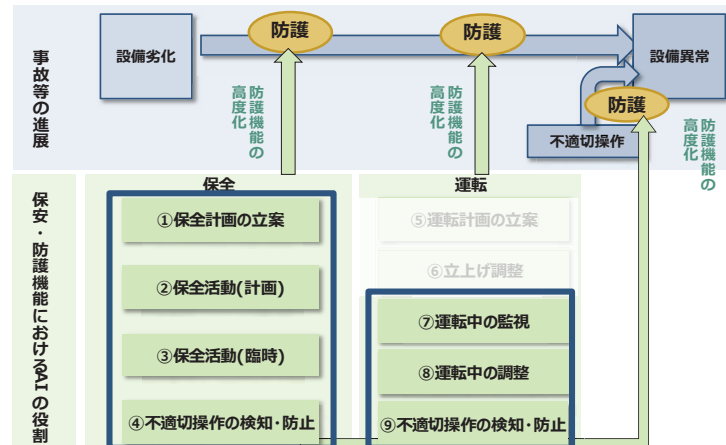 事故等の進展
設備劣化
防護
防護
設備異常
防護
不適切操作
防護機能の
高度化
防護機能の
高度化
防護機能の
高度化
保安・防護機能におけるAIの役割
保全
①保全計画の立案
②保全活動(計画)
③保全活動(臨時)
④不適切操作の検知・防止
運転
⑤運転計画の立案
⑥立上げ調整
⑦運転中の監視
⑧運転中の調整
⑨不適切操作の検知・防止